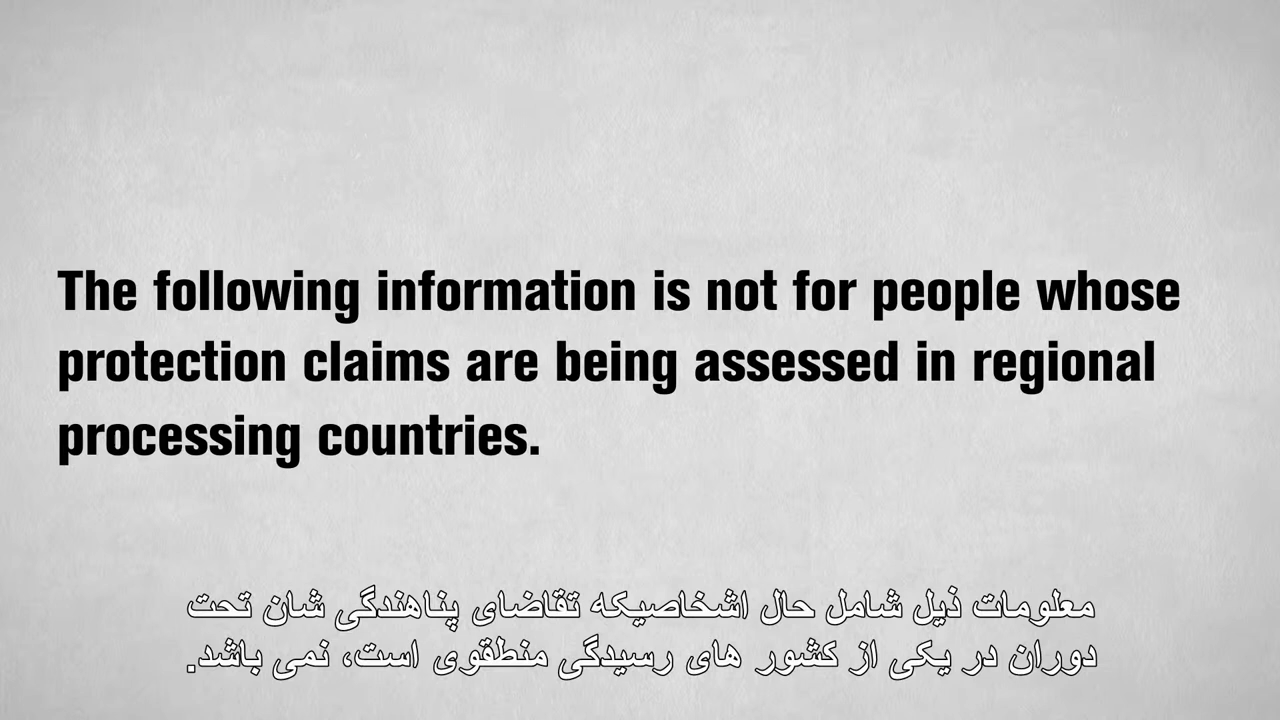 The following information is not for people whose
protection claims are being assessed in regional
processing countries.
معلومات ذیل شامل حال اشخاصیکه تقاضای پناهندگی شان تحت
دوران در یکی از کشور های رسیدگی منطقوی است، نمی باشد.